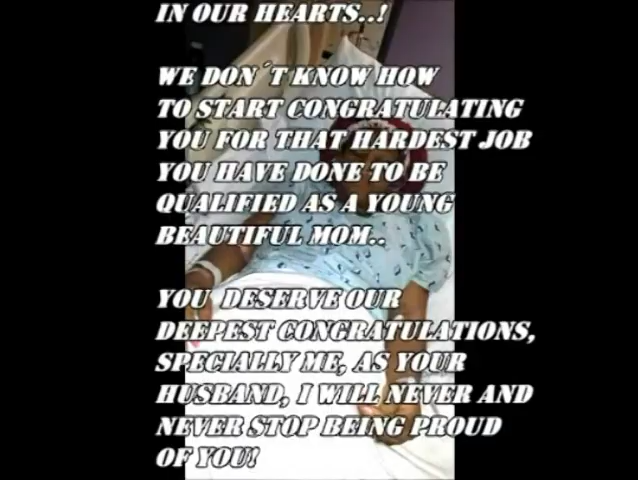 IN OUR HEARTS..!
WE DON´T KNOW HOW
TO START CONGRATULATING
YOU FOR THAT HARDEST JOB
YOU HAVE DONE TO BE
QUALIFIED AS A YOUNG
BEAUTIFUL MOM..
YOU DESERVE OUR
DEEPEST CONGRATULATIONS,
SPECIALLY ME, AS YOUR
HUSBAND, I WILL NEVER AND
NEVER STOP BEING PROUD
OF YOU!